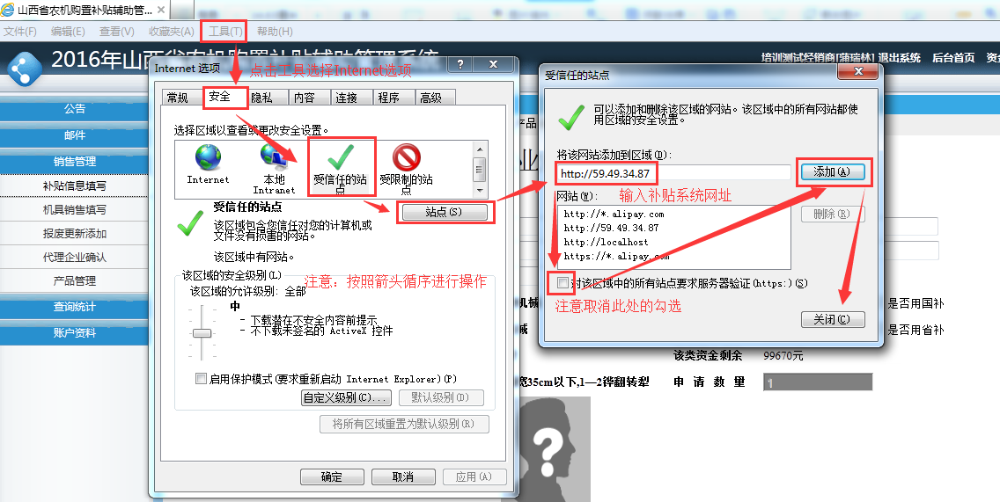 山西省农机购置补贴辅助管...
文件(F) 编辑(E) 查看(V) 收藏夹(A) 工具(T) 帮助(H)
2016年山西省农机购置补贴辅助管理系统
培训测试经销商[蒲瑞林] 退出系统 后台首页
公告
邮件
销售管理
补贴信息填写
机具销售填写
报废更新添加
代理企业确认
产品管理
查询统计
账户资料
Internet 选项
点击工具选择Internet选项
常规 安全 隐私 内容 连接 程序 高级
选择区域以查看或更改安全设置。
Internet
本地
Intranet
受信任的站
点
受限制的站
点
受信任的站点
该区域包含您信任对您的计算机或
文件没有损害的网站。
该区域中有网站。
站点(S)
该区域的安全级别(L)
注意：按照箭头循序进行操作
该区域的允许级别: 全部
中
- 下载潜在不安全内容前提示
- 不下载未签名的 ActiveX 控件
启用保护模式(要求重新启动 Internet Explorer)(P)
自定义级别(C)... 默认级别(D)
将所有区域重置为默认级别(R)
确定 取消 应用(A)
受信任的站点
可以添加和删除该区域的网站。该区域中的所有网站都使
用区域的安全设置。
将该网站添加到区域(D):
http://59.49.34.87 添加(A)
网站(W): 输入补贴系统网址
http://*.alipay.com
http://59.49.34.87
http://localhost
https://*.alipay.com
删除(R)
对该区域中的所有站点要求服务器验证(https:)(S)
注意取消此处的勾选
关闭(C)
产品
机械
是否用国补
械
是否用省补
该类资金剩余 99670元
宽35cm以下,1—2铧翻转犁 申 请 数 量 1